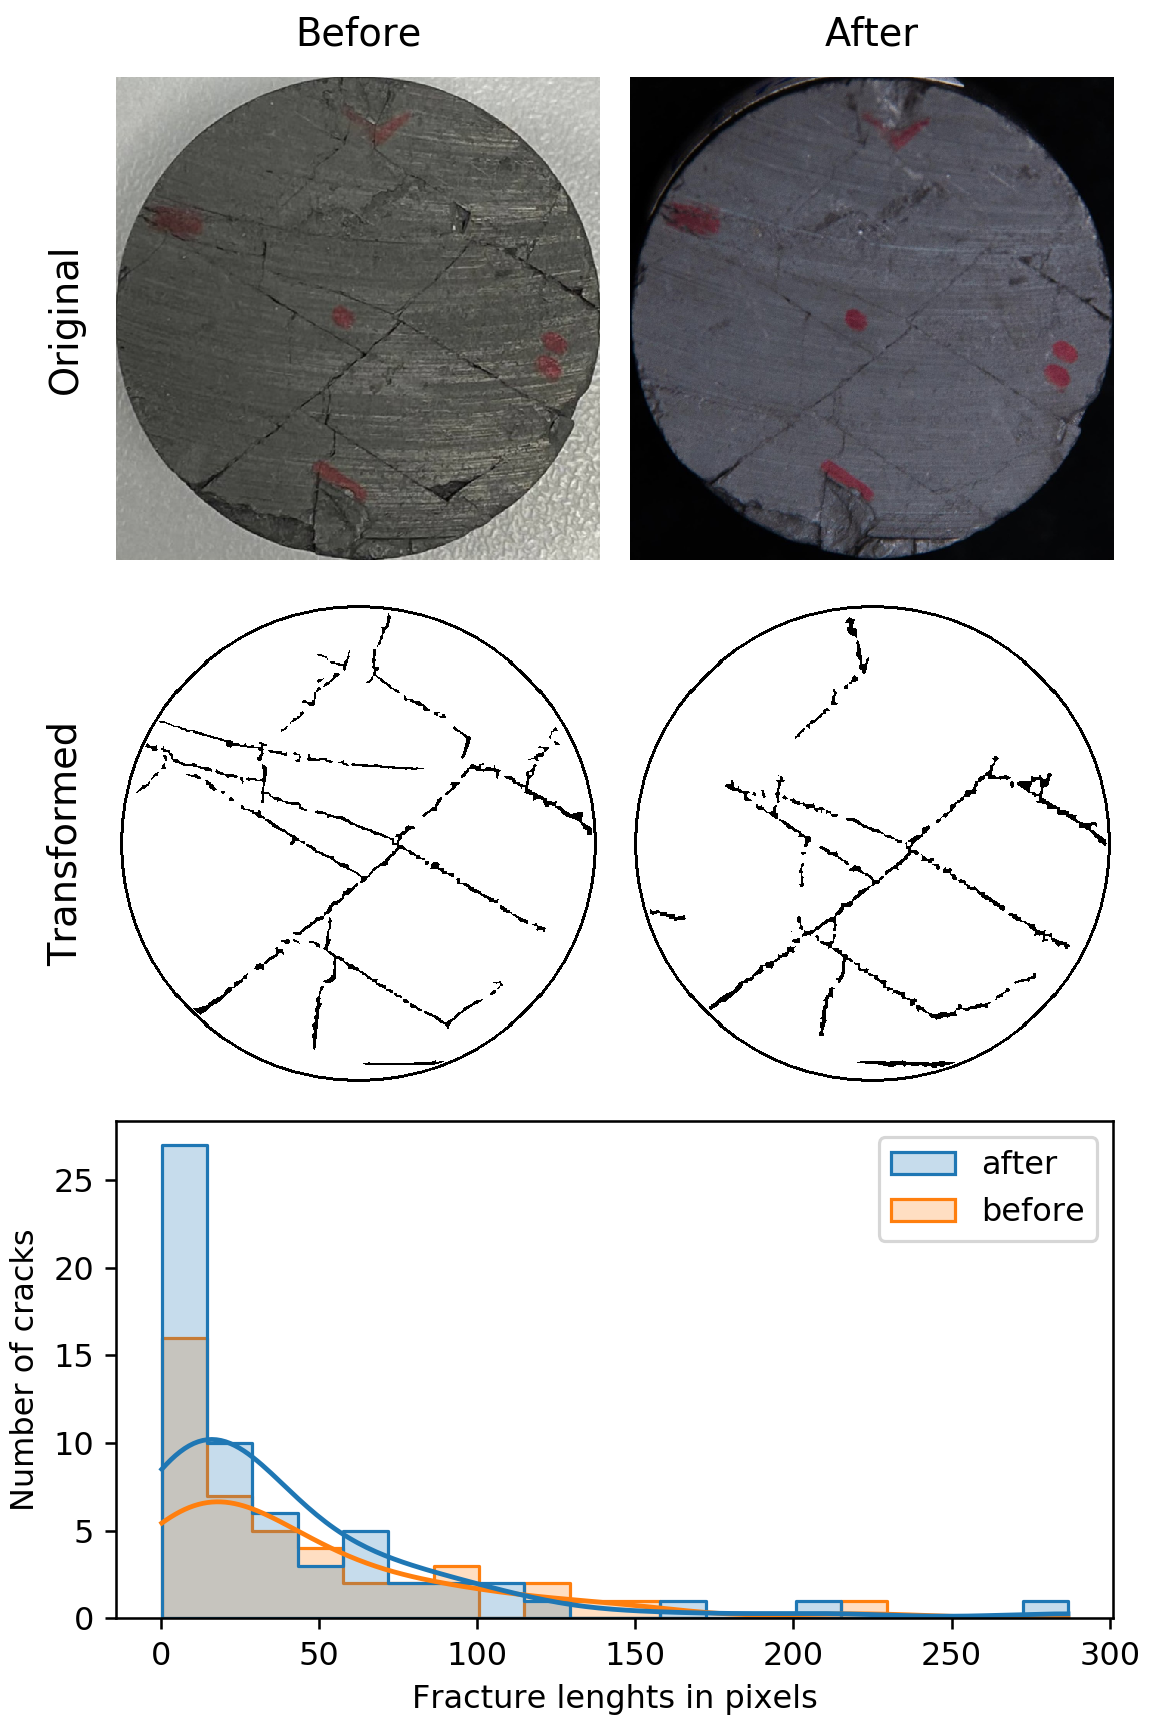 Before After
Original
Transformed
Number of cracks
25
20
15
10
5
0
after
before
0 50 100 150 200 250 300
Fracture lenghts in pixels